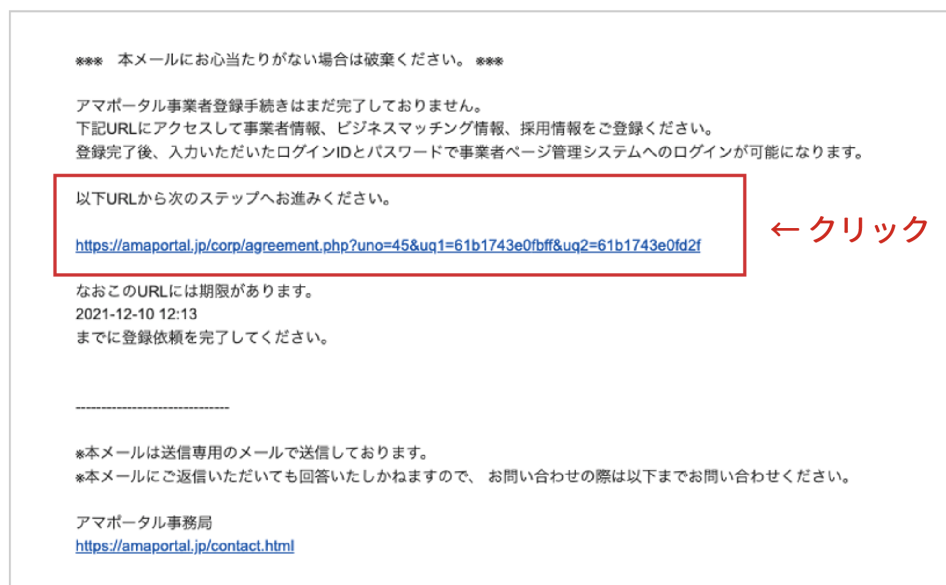 ※※※ 本メールにお心当たりがない場合は破棄ください。 ※※※
アマポータル事業者登録手続きはまだ完了しておりません。
下記URLにアクセスして事業者情報、ビジネスマッチング情報、採用情報をご登録ください。
登録完了後、入力いただいたログインIDとパスワードで事業者ページ管理システムへのログインが可能になります。
以下URLから次のステップへお進みください。
https://amaportal.jp/corp/agreement.php?uno=45&uq1=61b1743e0fbff&uq2=61b1743e0fd2f
←クリック
なおこのURLには期限があります。
2021-12-10 12:13
までに登録依頼を完了してください。
------------------------------
※本メールは送信専用のメールで送信しております。
※本メールにご返信いただいても回答いたしかねますので、 お問い合わせの際は以下までお問い合わせください。
アマポータル事務局
https://amaportal.jp/contact.html